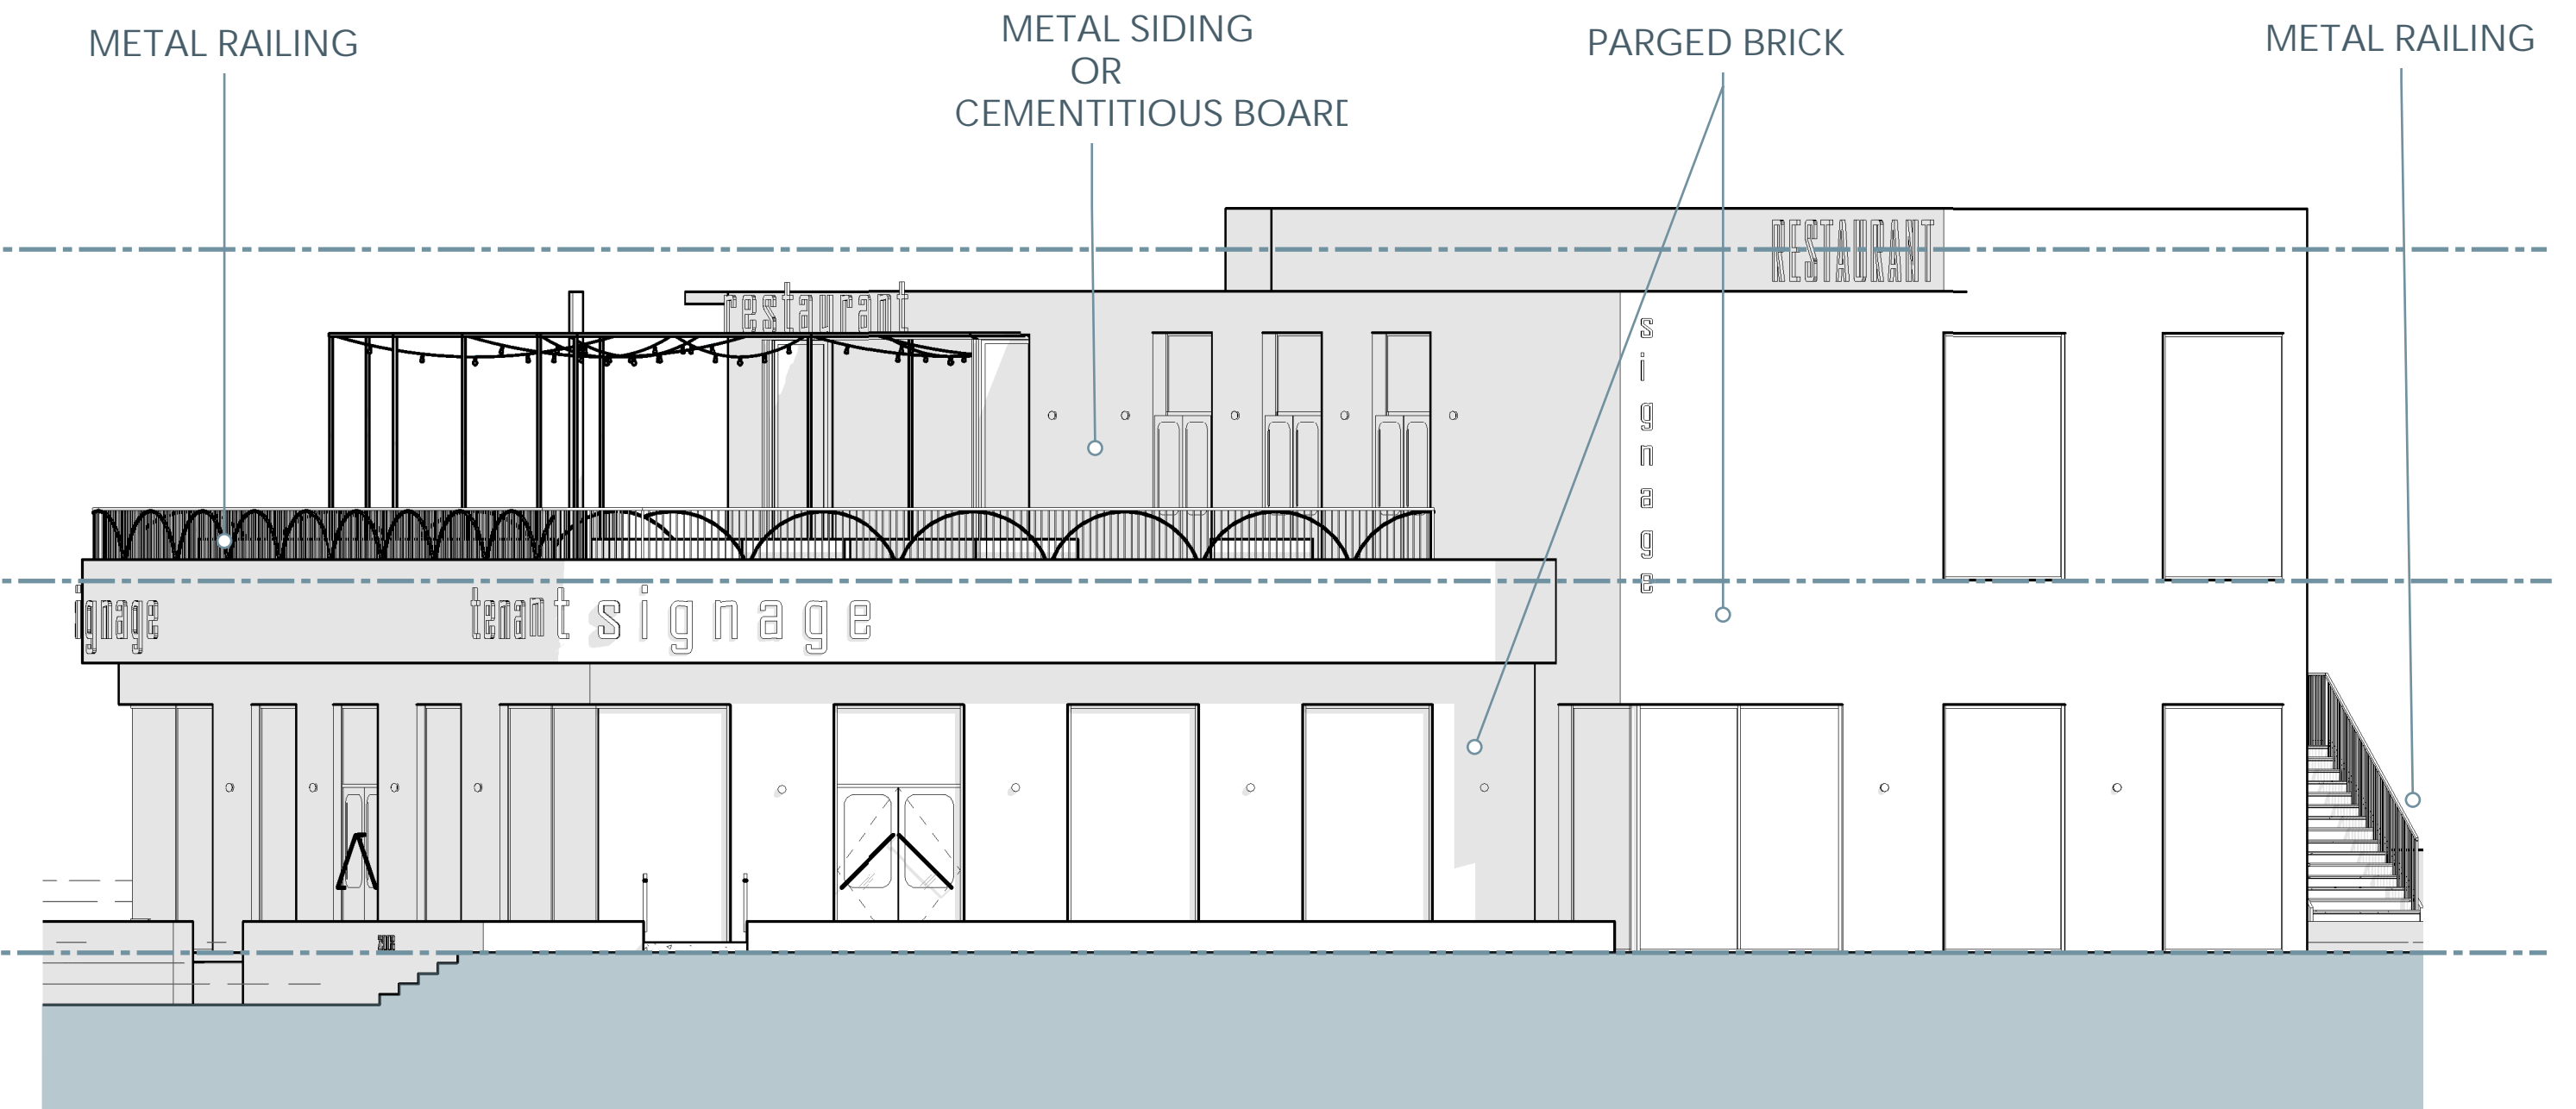 METAL RAILING
METAL SIDING
OR
CEMENTITIOUS BOARD
PARGED BRICK
METAL RAILING
RESTAURANT
restaurant
signage
ignage
tenant signage